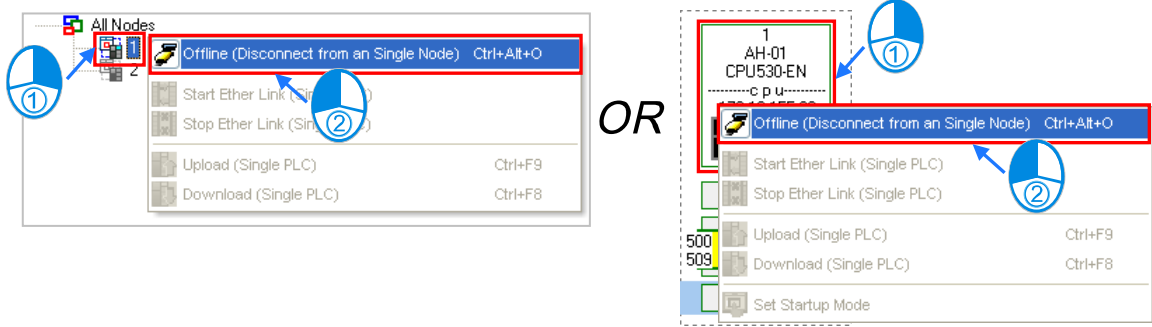 All Nodes
1
2
Offline (Disconnect from an Single Node) Ctrl+Alt+O
Start Ether Link
Stop Ether Link
Upload (Single PLC) Ctrl+F9
Download (Single PLC) Ctrl+F8
①
②
OR
1
AH-01
CPU530-EN
---------c p u---------
Offline (Disconnect from an Single Node) Ctrl+Alt+O
Start Ether Link (Single PLC)
Stop Ether Link (Single PLC)
Upload (Single PLC) Ctrl+F9
Download (Single PLC) Ctrl+F8
Set Startup Mode
500
509
①
②